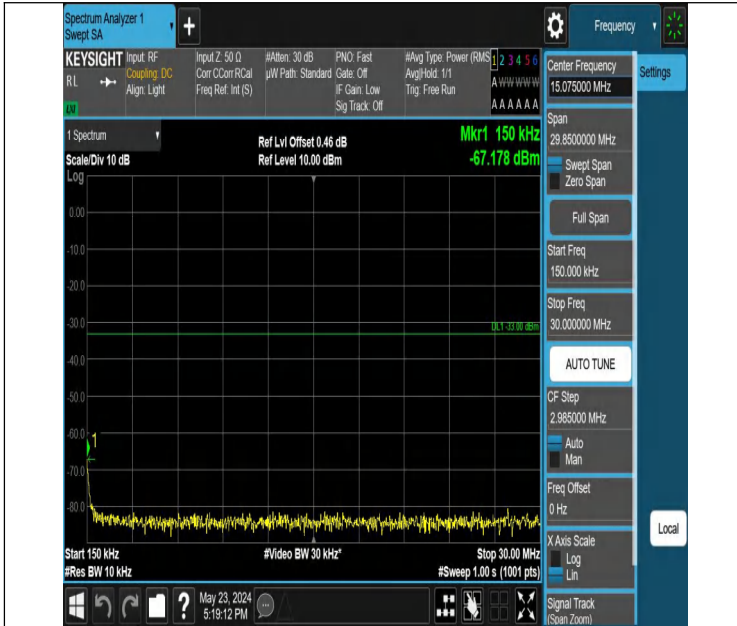 Spectrum Analyzer 1
Swept SA
+
Frequency
KEYSIGHT
RL
Input: RF
Coupling: DC
Align: Light
Input Z: 50 Ω
Corr CCorr RCal
Freq Ref: Int (S)
#Atten: 30 dB
µW Path: Standard
PNO: Fast
Gate: Off
IF Gain: Low
Sig Track: Off
#Avg Type: Power (RMS
Avg|Hold: 1/1
Trig: Free Run
1 2 3 4 5 6
A W W W W W
A A A A A A
1 Spectrum
Scale/Div 10 dB
Log
Ref Lvl Offset 0.46 dB
Ref Level 10.00 dBm
Mkr1 150 kHz
-67.178 dBm
0.00
-10.0
-20.0
-30.0
DL1 -33.00 dBm
-40.0
-50.0
-60.0
1
-70.0
-80.0
Start 150 kHz
#Video BW 30 kHz*
Stop 30.00 MHz
#Res BW 10 kHz
#Sweep 1.00 s (1001 pts)
?
May 23, 2024
5:19:12 PM
Center Frequency
15.075000 MHz
Span
29.8500000 MHz
Swept Span
Zero Span
Full Span
Start Freq
150.000 kHz
Stop Freq
30.000000 MHz
AUTO TUNE
CF Step
2.985000 MHz
Auto
Man
Freq Offset
0 Hz
X Axis Scale
Log
Lin
Signal Track
(Span Zoom)
Settings
Local